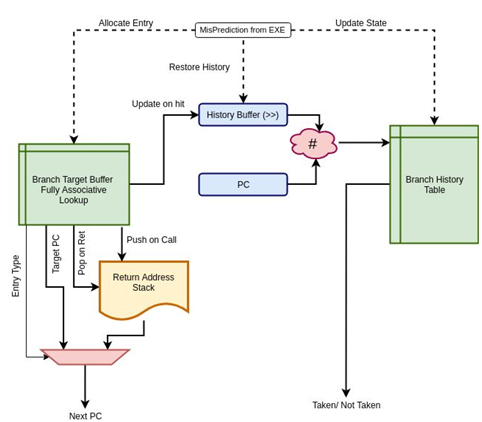 Allocate Entry
MisPrediction from EXE
Update State
Restore History
Update on hit
History Buffer (>>)
#
Branch Target Buffer
Fully Associative
Lookup
PC
Branch History
Table
Entry Type
Target PC
Pop on Ret
Push on Call
Return Address
Stack
Next PC
Taken/ Not Taken